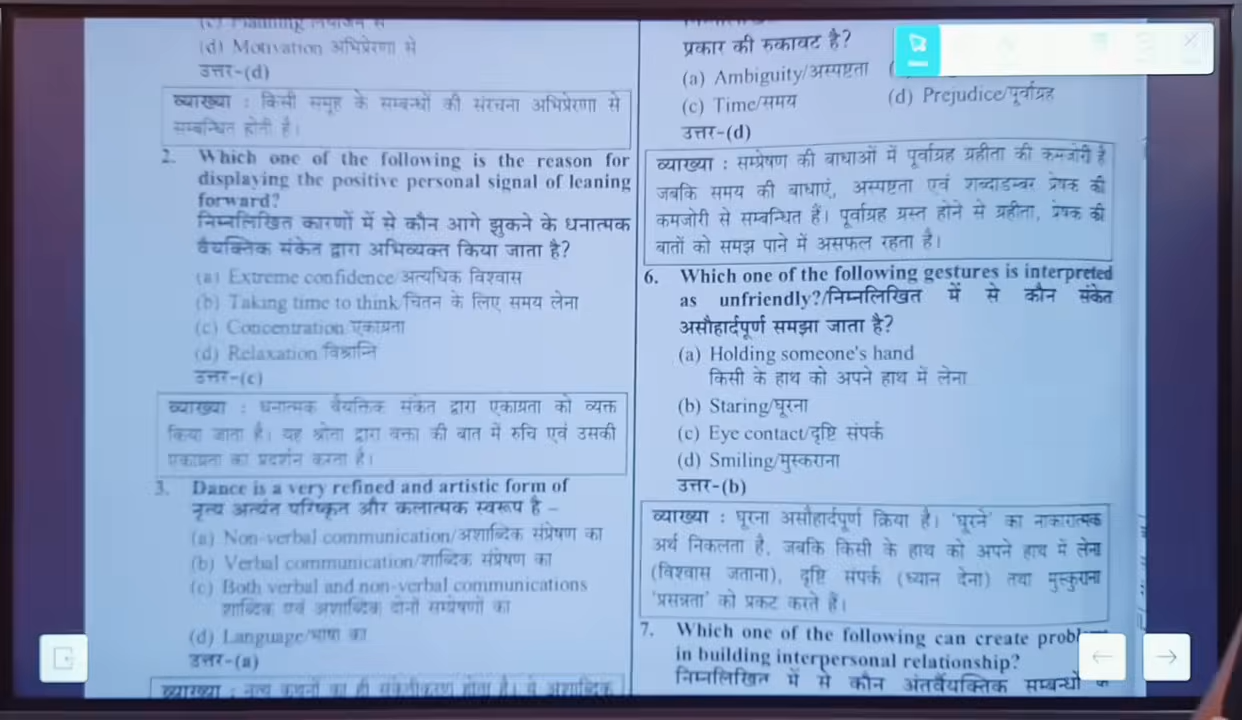 (c) Planning नियोजन से
(d) Motivation अभिप्रेरणा से
उत्तर-(d)
व्याख्या : किसी समूह के सम्बन्धों की संरचना अभिप्रेरणा से
सम्बन्धित होती है।
2. Which one of the following is the reason for
displaying the positive personal signal of leaning
forward?
निम्नलिखित कारणों में से कौन आगे झुकने के धनात्मक
वैयक्तिक संकेत द्वारा अभिव्यक्त किया जाता है?
(a) Extreme confidence/अत्यधिक विश्वास
(b) Taking time to think/चिंतन के लिए समय लेना
(c) Concentration/एकाग्रता
(d) Relaxation/विश्रान्ति
उत्तर-(c)
व्याख्या : धनात्मक वैयक्तिक संकेत द्वारा एकाग्रता को व्यक्त
किया जाता है। यह श्रोता द्वारा वक्ता की बात में रुचि एवं उसकी
एकाग्रता का प्रदर्शन करता है।
3. Dance is a very refined and artistic form of
नृत्य अत्यंत परिष्कृत और कलात्मक स्वरूप है –
(a) Non-verbal communication/अशाब्दिक संप्रेषण का
(b) Verbal communication/शाब्दिक संप्रेषण का
(c) Both verbal and non-verbal communications
शाब्दिक एवं अशाब्दिक दोनों सम्प्रेषणों का
(d) Language/भाषा का
उत्तर-(a)
व्याख्या : नृत्य कथनों का ही संकेतीकरण होता है। ये अशाब्दिक
प्रकार की रुकावट है?
(a) Ambiguity/अस्पष्टता
(c) Time/समय (d) Prejudice/पूर्वाग्रह
उत्तर-(d)
व्याख्या : सम्प्रेषण की बाधाओं में पूर्वाग्रह ग्रहीता की कमजोरी है
जबकि समय की बाधाएं, अस्पष्टता एवं शब्दाडम्बर प्रेषक की
कमजोरी से सम्बन्धित हैं। पूर्वाग्रह ग्रस्त होने से ग्रहीता, प्रेषक की
बातों को समझ पाने में असफल रहता है।
6. Which one of the following gestures is interpreted
as unfriendly?/निम्नलिखित में से कौन संकेत
असौहार्दपूर्ण समझा जाता है?
(a) Holding someone's hand
किसी के हाथ को अपने हाथ में लेना
(b) Staring/घूरना
(c) Eye contact/दृष्टि संपर्क
(d) Smiling/मुस्कराना
उत्तर-(b)
व्याख्या : घूरना असौहार्दपूर्ण क्रिया है। 'घूरने' का नाकारात्मक
अर्थ निकलता है, जबकि किसी के हाथ को अपने हाथ में लेना
(विश्वास जताना), दृष्टि संपर्क (ध्यान देना) तथा मुस्कुराना
'प्रसन्नता' को प्रकट करते हैं।
7. Which one of the following can create
in building interpersonal relationship?
निम्नलिखित में से कौन अंतर्वैयक्तिक सम्बन्धों